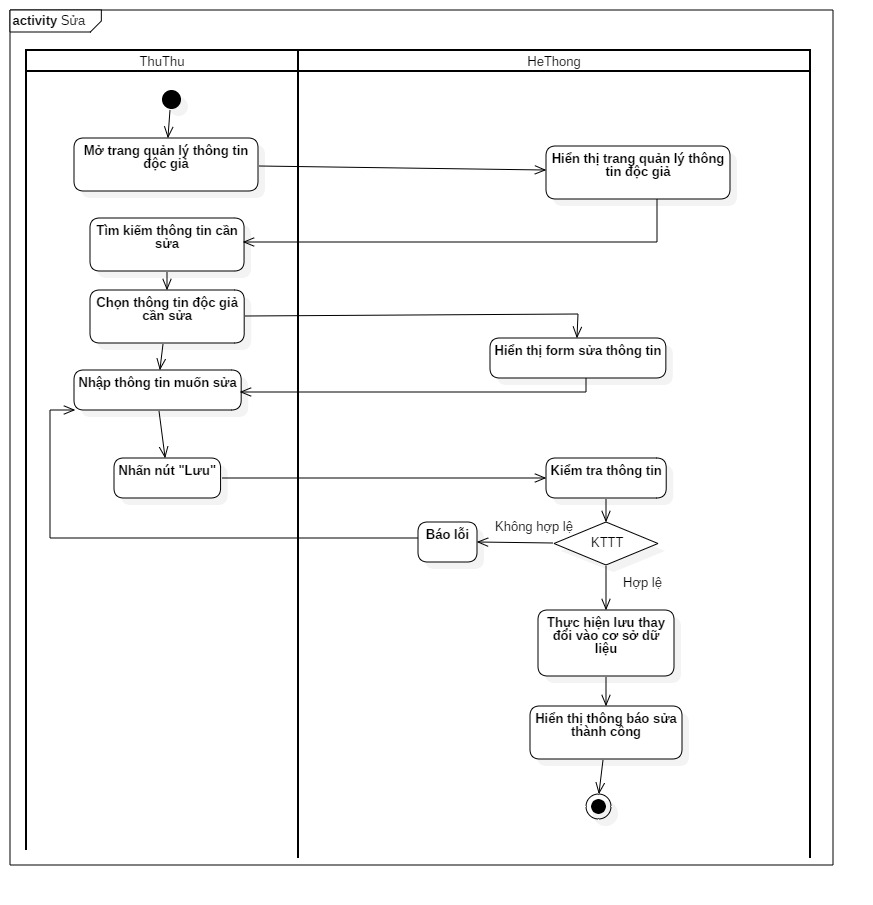 activity Sửa
ThuThu
HeThong
Mở trang quản lý thông tin
độc giả
Hiển thị trang quản lý thông
tin độc giả
Tìm kiếm thông tin cần
sửa
Chọn thông tin độc giả
cần sửa
Hiển thị form sửa thông tin
Nhập thông tin muốn sửa
Nhấn nút "Lưu"
Kiểm tra thông tin
Báo lỗi
Không hợp lệ
KTTT
Hợp lệ
Thực hiện lưu thay
đổi vào cơ sở dữ
liệu
Hiển thị thông báo sửa
thành công